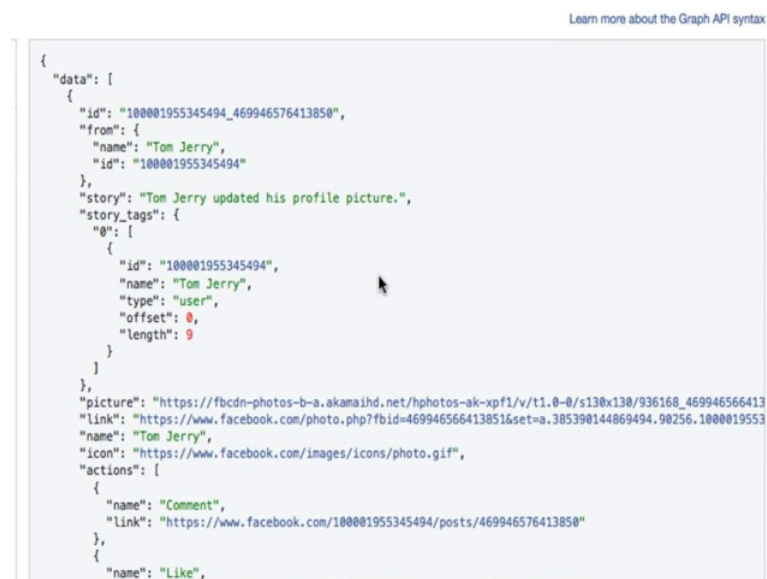 Learn more about the Graph API syntax
{
"data": [
{
"id": "100001955345494_469946576413850",
"from": {
"name": "Tom Jerry",
"id": "100001955345494"
},
"story": "Tom Jerry updated his profile picture.",
"story_tags": {
"0": [
{
"id": "100001955345494",
"name": "Tom Jerry",
"type": "user",
"offset": 0,
"length": 9
}
]
},
"picture": "https://fbcdn-photos-b-a.akamaihd.net/hphotos-ak-xpf1/v/t1.0-0/s130x130/936168_469946566413
"link": "https://www.facebook.com/photo.php?fbid=469946566413851&set=a.385390144869494.90256.1000019553
"name": "Tom Jerry",
"icon": "https://www.facebook.com/images/icons/photo.gif",
"actions": [
{
"name": "Comment",
"link": "https://www.facebook.com/100001955345494/posts/469946576413850"
},
{
"name": "Like",